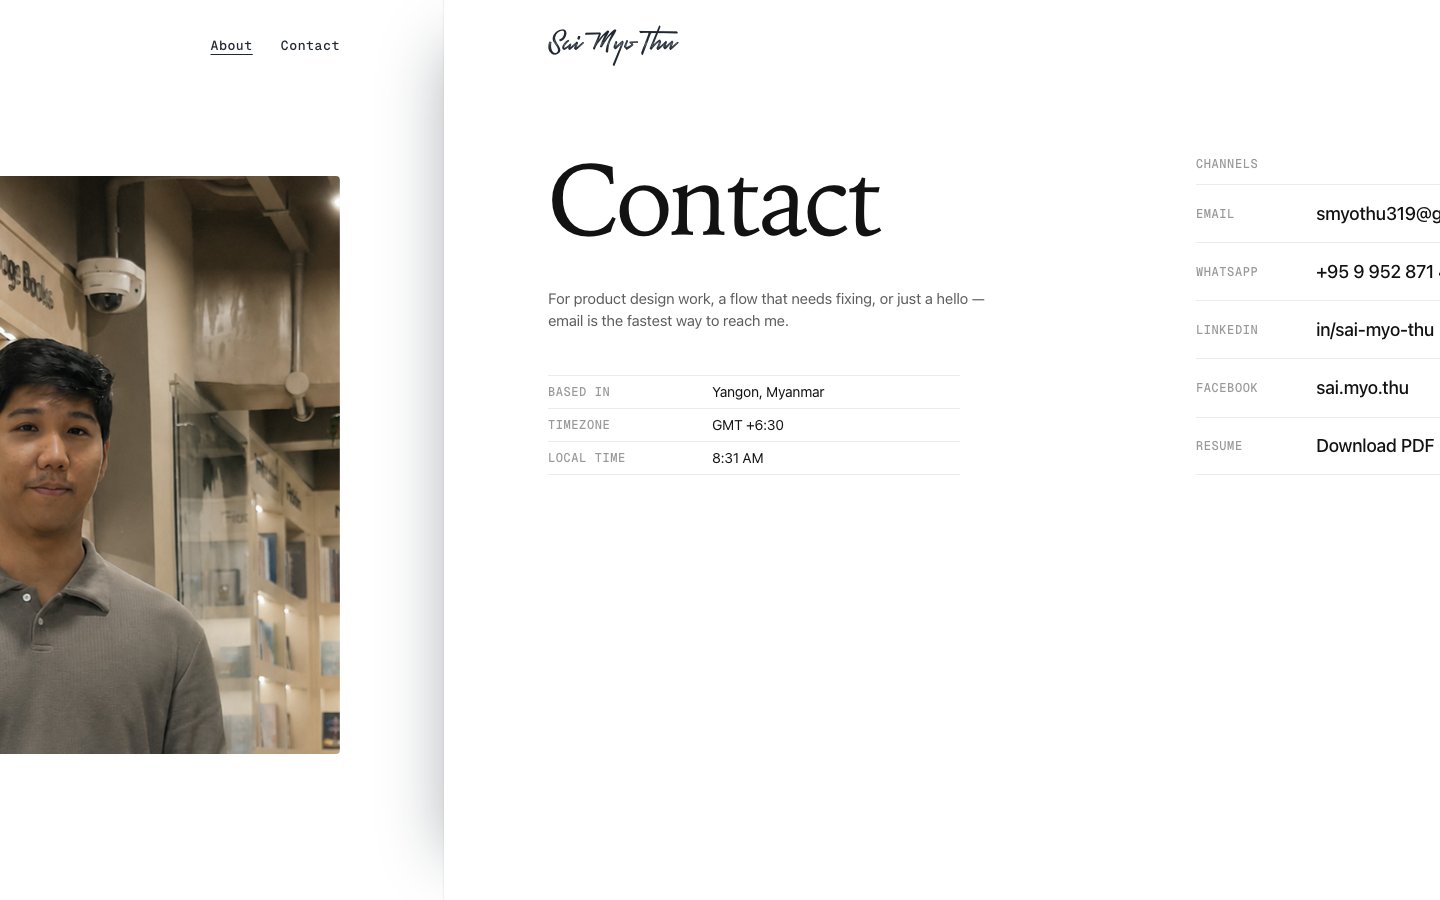 About Contact
age Books
Sai Myo Thu
Contact
For product design work, a flow that needs fixing, or just a hello —
email is the fastest way to reach me.
BASED IN Yangon, Myanmar
TIMEZONE GMT +6:30
LOCAL TIME 8:31 AM
CHANNELS
EMAIL smyothu319@g
WHATSAPP +95 9 952 871
LINKEDIN in/sai-myo-thu
FACEBOOK sai.myo.thu
RESUME Download PDF